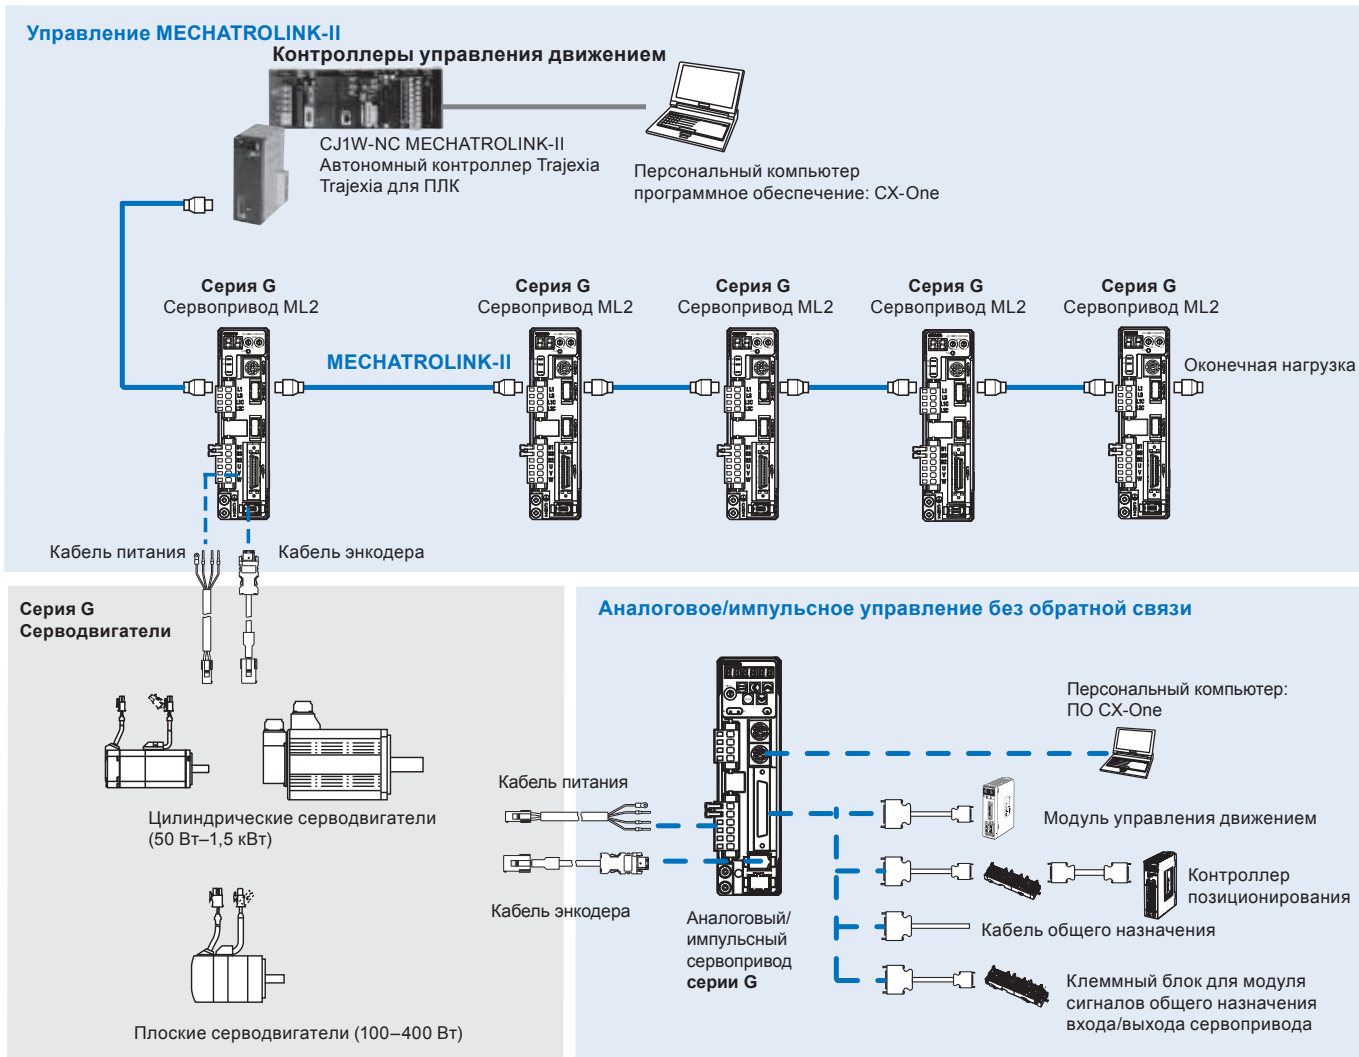 Управление MECHATROLINK-II
Контроллеры управления движением
CJ1W-NC MECHATROLINK-II
Автономный контроллер Trajexia
Trajexia для ПЛК
Персональный компьютер
программное обеспечение: CX-One
Серия G
Сервопривод ML2
Серия G
Сервопривод ML2
Серия G
Сервопривод ML2
Серия G
Сервопривод ML2
Серия G
Сервопривод ML2
MECHATROLINK-II
Оконечная нагрузка
Кабель питания
Кабель энкодера
Серия G
Серводвигатели
Цилиндрические серводвигатели
(50 Вт–1,5 кВт)
Плоские серводвигатели (100–400 Вт)
Аналоговое/импульсное управление без обратной связи
Персональный компьютер:
ПО CX-One
Кабель питания
Модуль управления движением
Контроллер
позиционирования
Кабель энкодера
Аналоговый/
импульсный
сервопривод
серии G
Кабель общего назначения
Клеммный блок для модуля
сигналов общего назначения
входа/выхода сервопривода